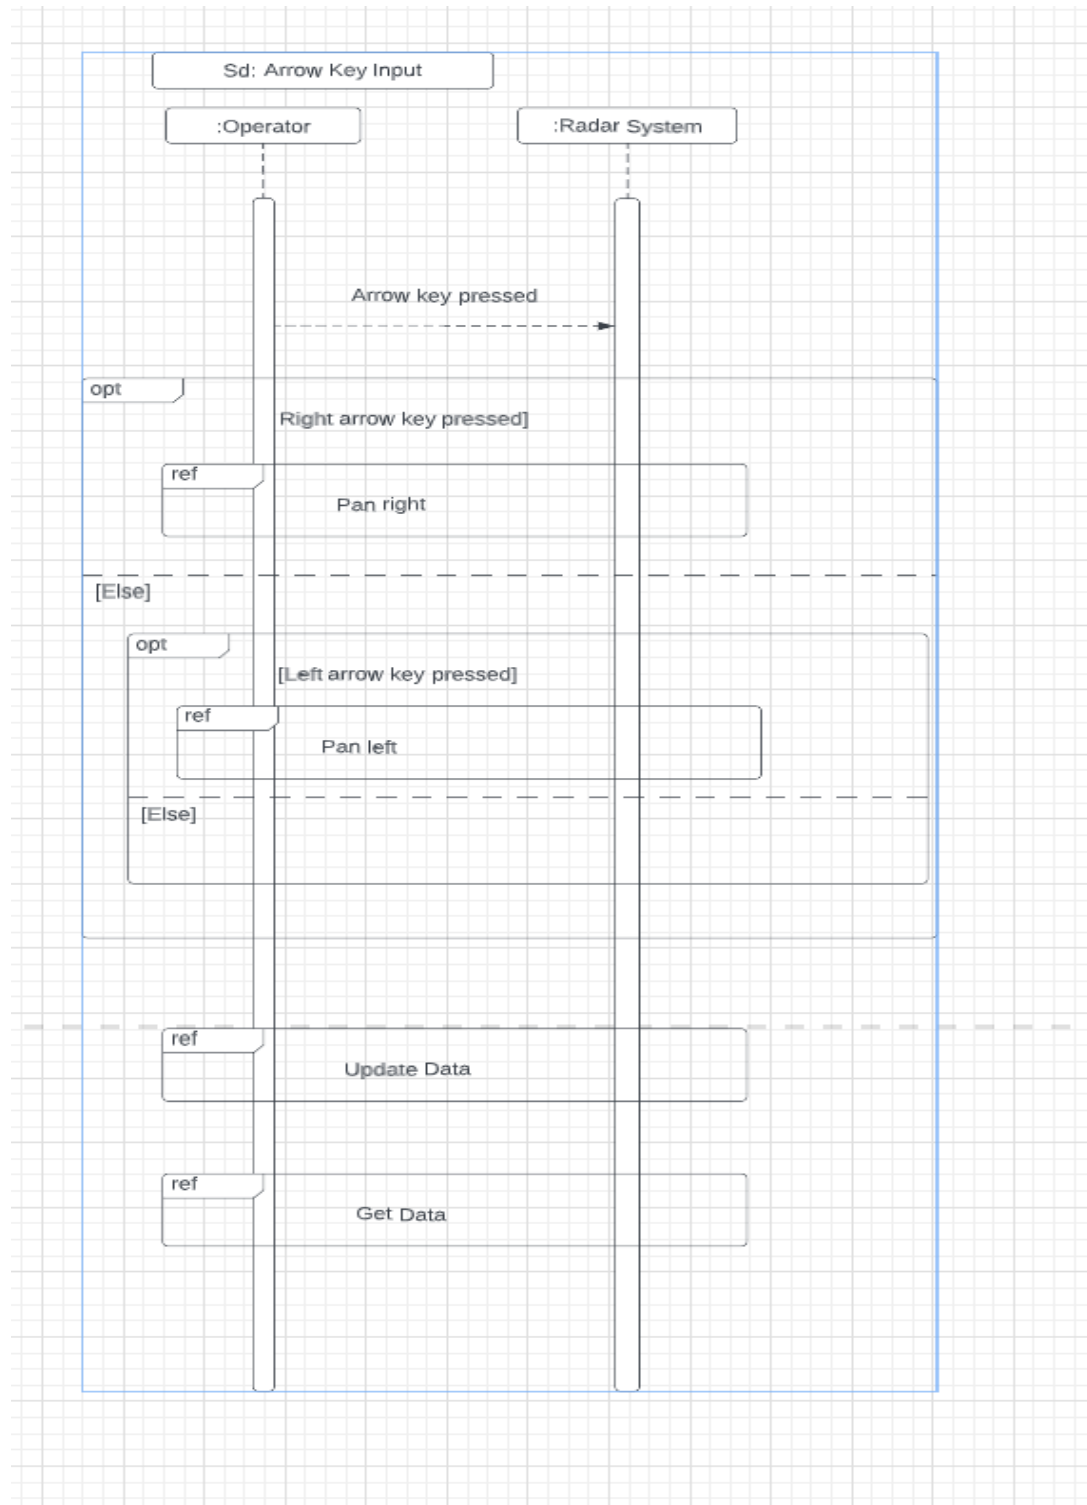 Sd: Arrow Key Input
:Operator
:Radar System
Arrow key pressed
opt
Right arrow key pressed]
ref
Pan right
[Else]
opt
[Left arrow key pressed]
ref
Pan left
[Else]
ref
Update Data
ref
Get Data